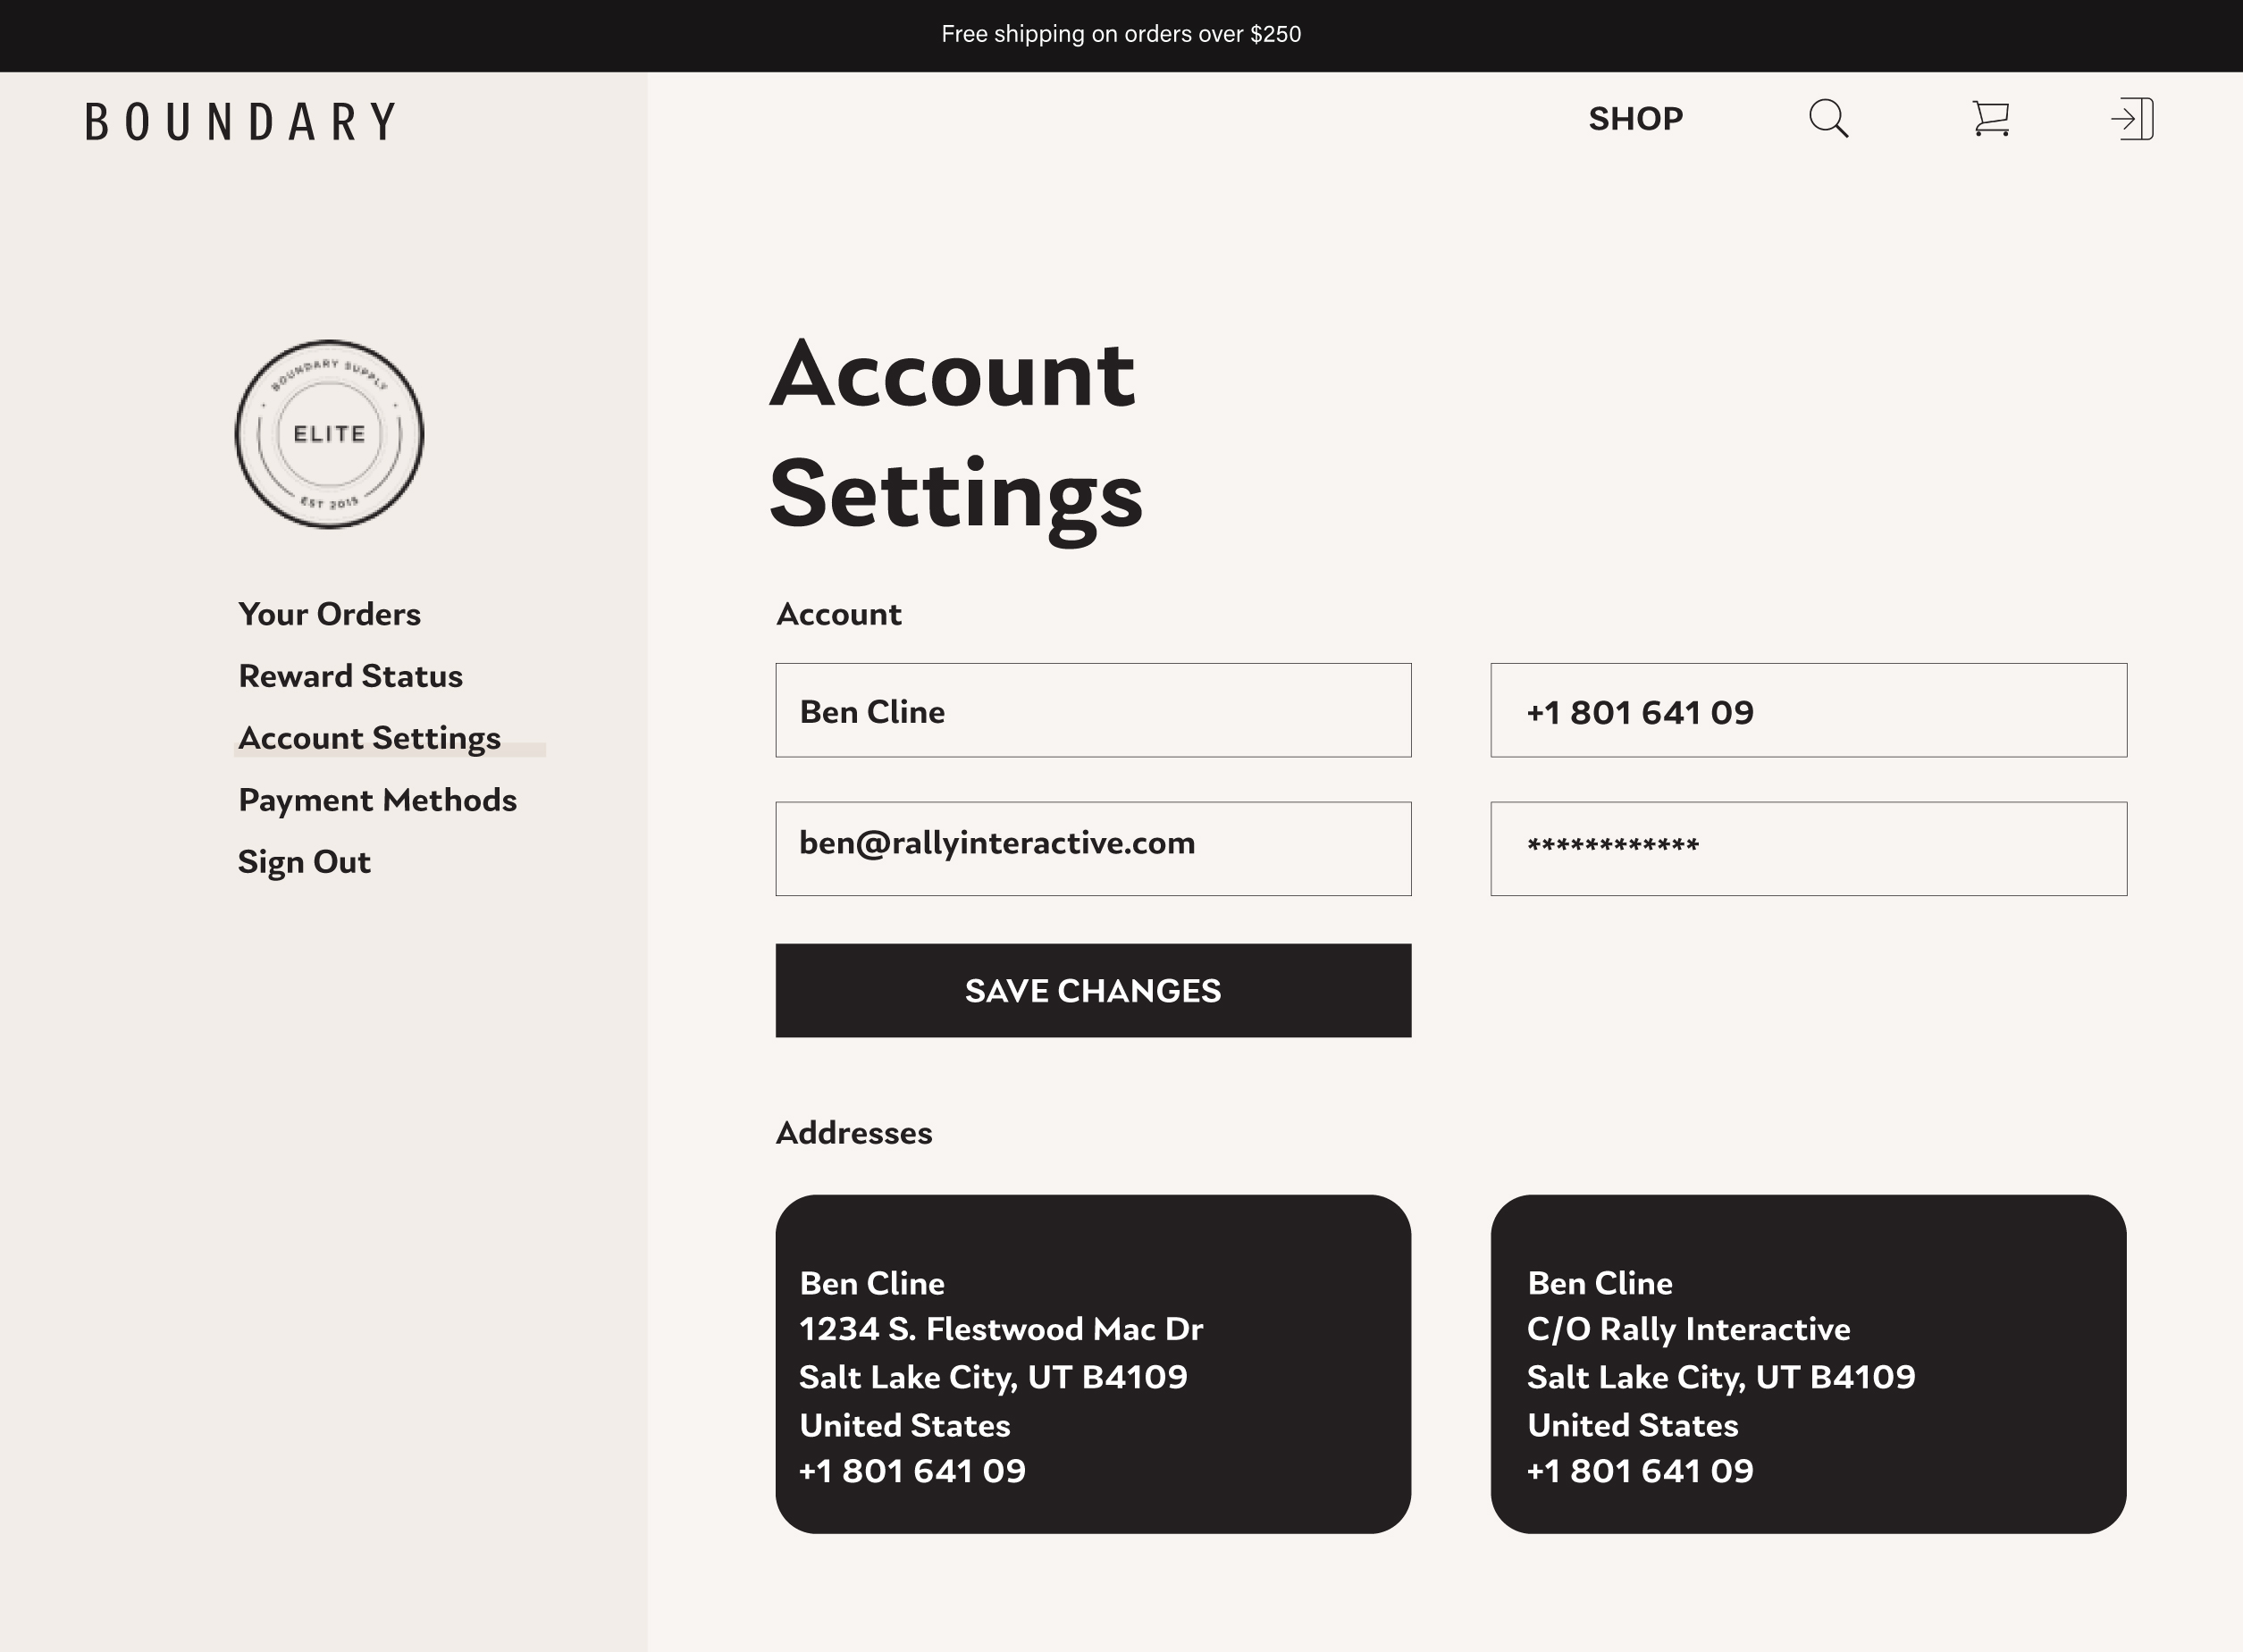 Free shipping on orders over $250
BOUNDARY
SHOP
BOUNDARY SUPPLY
ELITE
EST 2015
Your Orders
Reward Status
Account Settings
Payment Methods
Sign Out
Account
Settings
Account
Ben Cline
+1 801 641 09
ben@rallyinteractive.com
************
SAVE CHANGES
Addresses
Ben Cline
1234 S. Flestwood Mac Dr
Salt Lake City, UT B4109
United States
+1 801 641 09
Ben Cline
C/O Rally Interactive
Salt Lake City, UT B4109
United States
+1 801 641 09